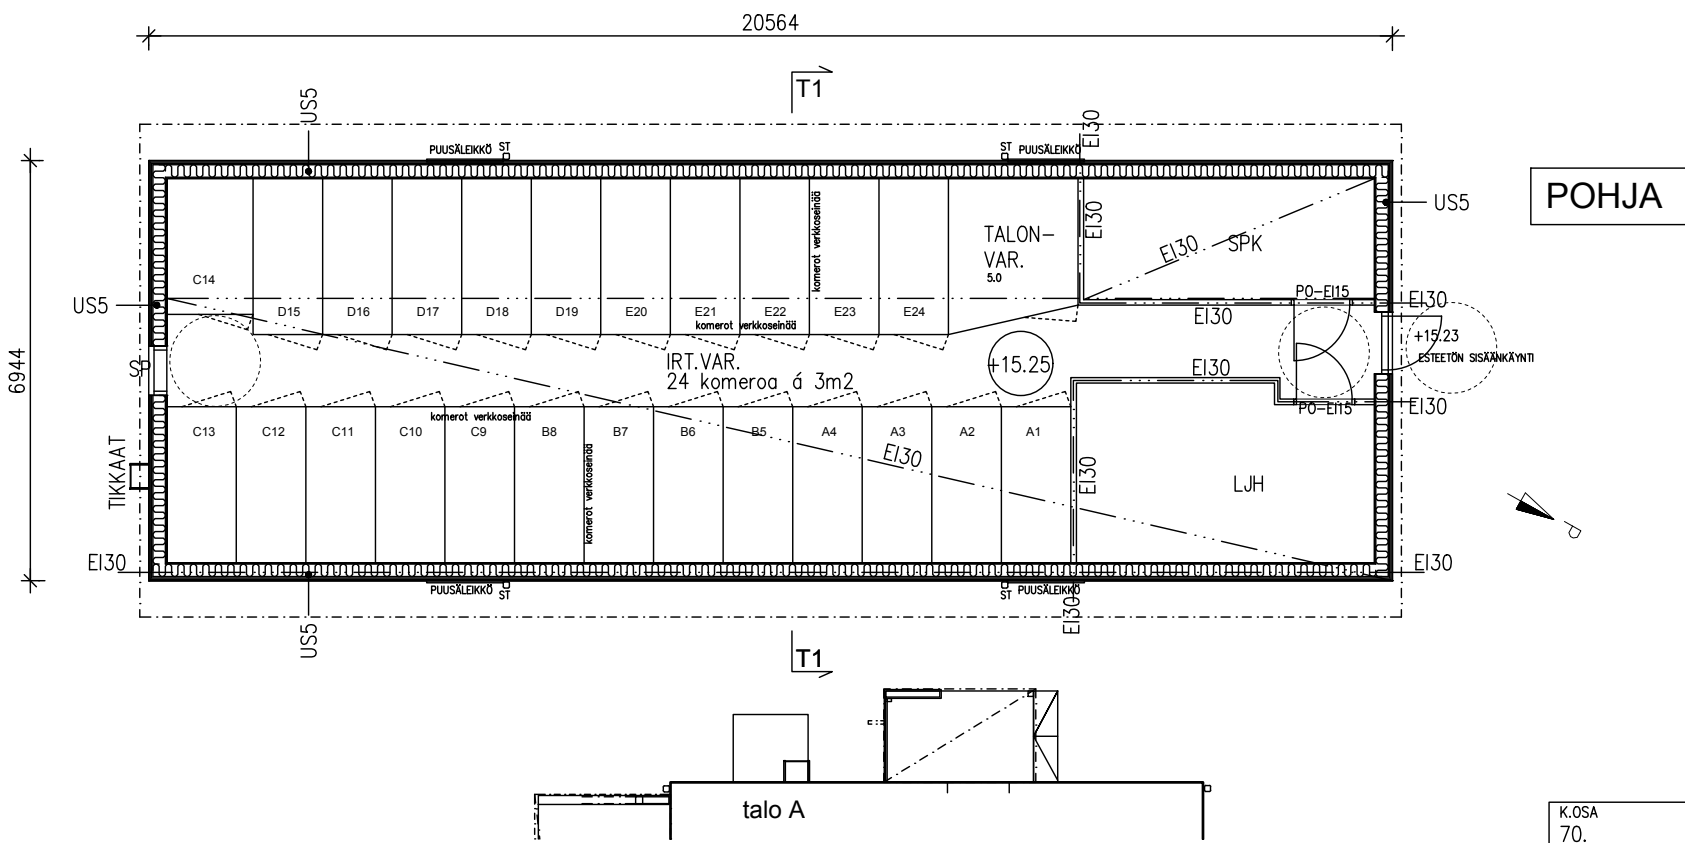 20564
T1
US5
EI30
PUUSÄLEIKKÖ
ST
ST
PUUSÄLEIKKÖ
POHJA
US5
EI30
TALON-
VAR.
5.0
EI30
SPK
komerot verkkoseinää
C14
US5
D15
D16
D17
D18
D19
E20
E21
E22
E23
E24
komerot verkkoseinää
PO-EI15
EI30
EI30
+15.23
ESTEETÖN SISÄÄNKÄYNTI
6944
SP
IRT.VAR.
24 komeroa á 3m2
+15.25
EI30
PO-EI15
EI30
komerot verkkoseinää
C13
C12
C11
C10
C9
B8
B7
B6
B5
A4
A3
A2
A1
TIKKAAT
komerot verkkoseinää
EI30
EI30
LJH
P
EI30
EI30
PUUSÄLEIKKÖ
ST
ST
PUUSÄLEIKKÖ
EI30
US5
T1
talo A
K.OSA
70.